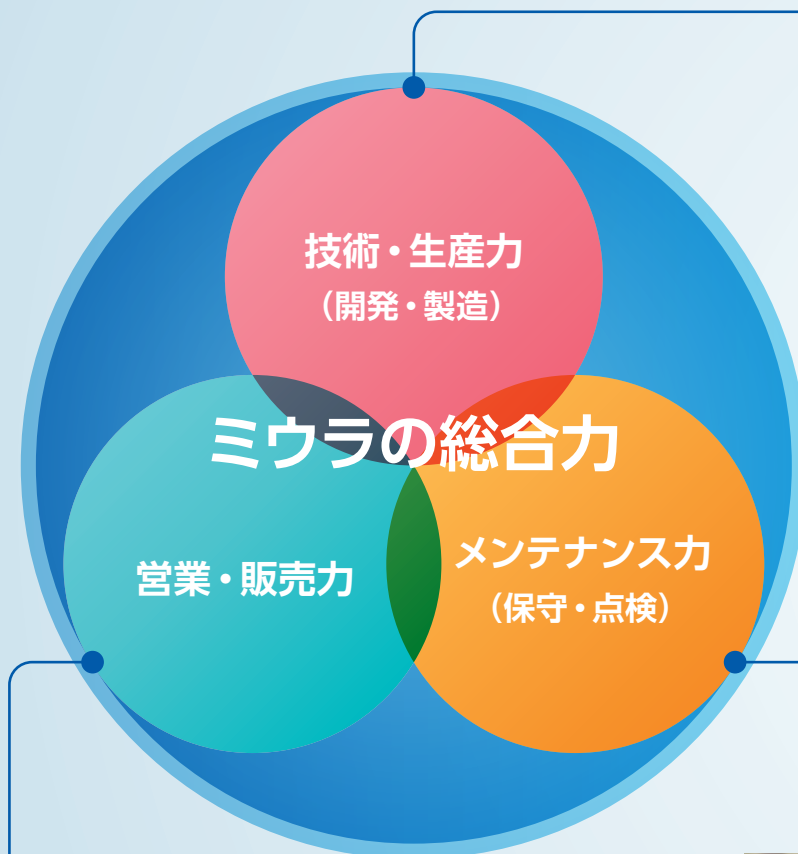 技術・生産力
（開発・製造）
ミウラの総合力
営業・販売力
メンテナンス力
（保守・点検）